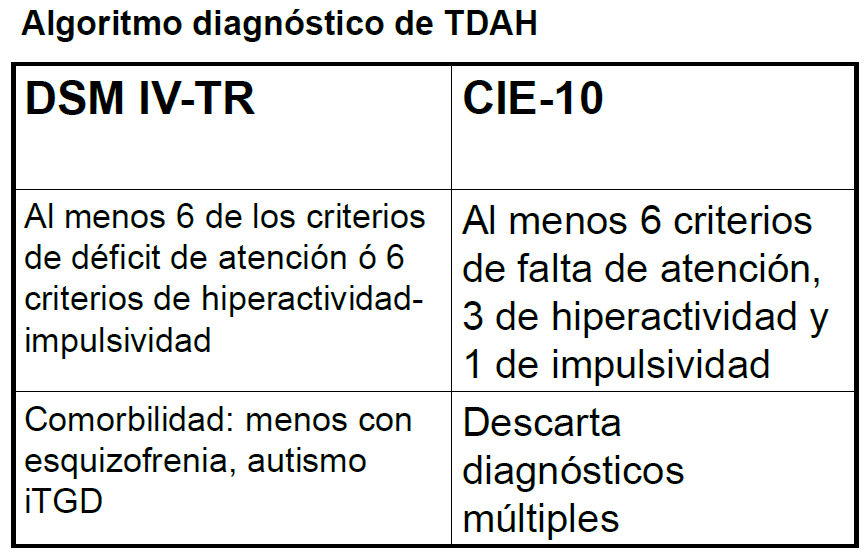 Algoritmo diagnóstico de TDAH
DSM IV-TR
CIE-10
Al menos 6 de los criterios
de déficit de atención ó 6
criterios de hiperactividad-
impulsividad
Al menos 6 criterios
de falta de atención,
3 de hiperactividad y
1 de impulsividad
Comorbilidad: menos con
esquizofrenia, autismo
iTGD
Descarta
diagnósticos
múltiples